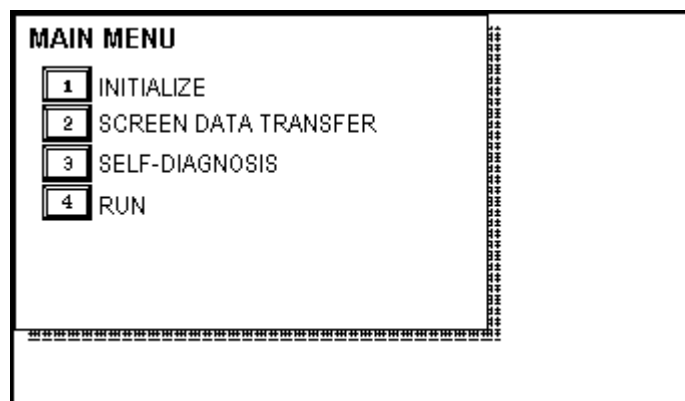 MAIN MENU
1 INITIALIZE
2 SCREEN DATA TRANSFER
3 SELF-DIAGNOSIS
4 RUN